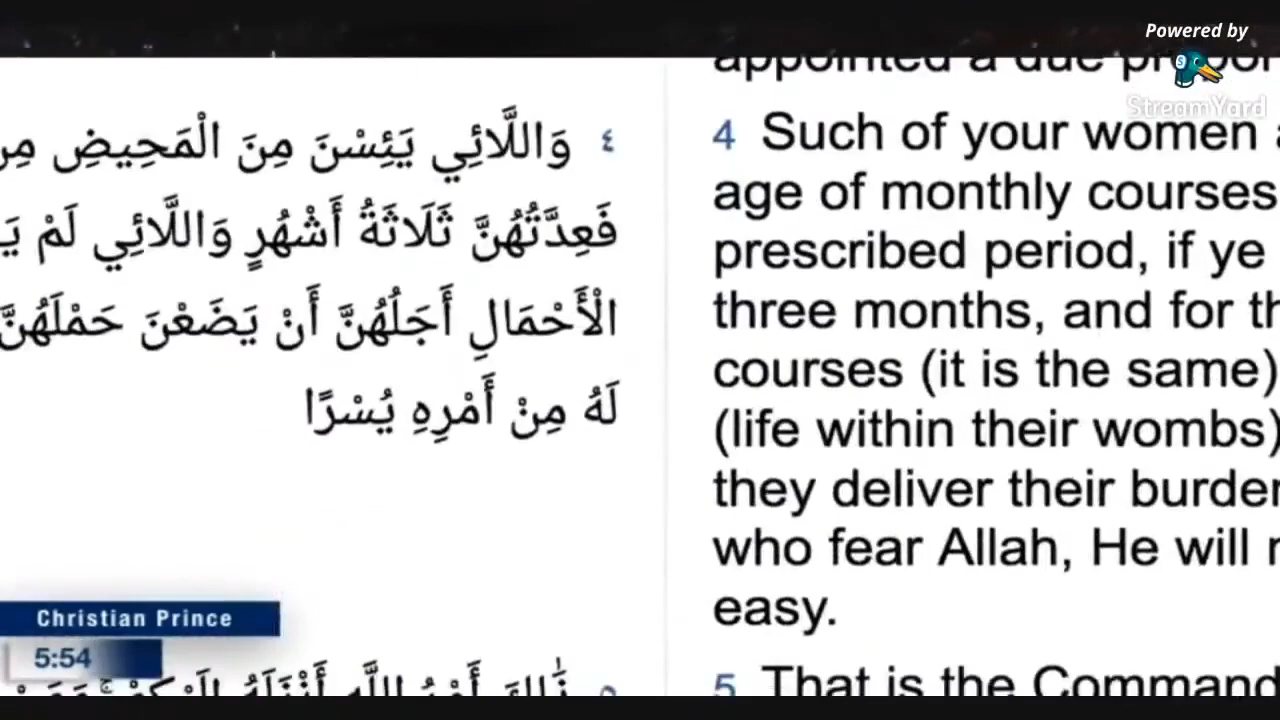 Powered by
StreamYard
٤ وَاللَّائِي يَئِسْنَ مِنَ الْمَحِيضِ مِن
فَعِدَّتُهُنَّ ثَلَاثَةُ أَشْهُرٍ وَاللَّائِي لَمْ يَ
الْأَحْمَالِ أَجَلُهُنَّ أَنْ يَضَعْنَ حَمْلَهُنَّ
لَهُ مِنْ أَمْرِهِ يُسْرًا
appointed a due
4 Such of your women
age of monthly courses
prescribed period, if ye
three months, and for th
courses (it is the same)
(life within their wombs)
they deliver their burden
who fear Allah, He will
easy.
5 That is the Command
Christian Prince
5:54